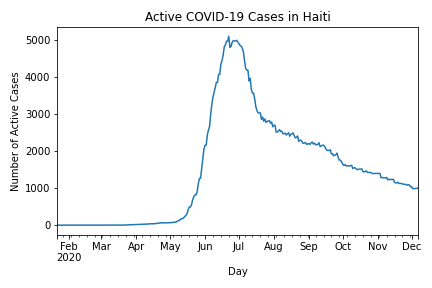 Active COVID-19 Cases in Haiti
Number of Active Cases
5000
4000
3000
2000
1000
0
Feb Mar Apr May Jun Jul Aug Sep Oct Nov Dec
2020
Day